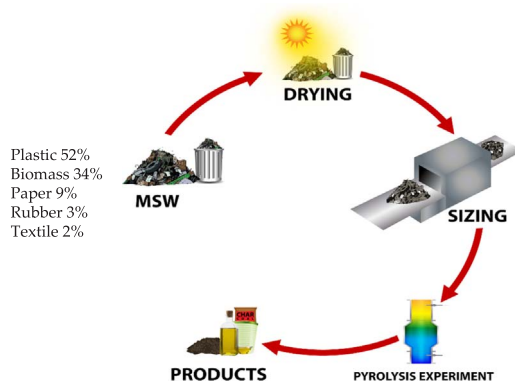 DRYING
Plastic 52%
Biomass 34%
Paper 9%
Rubber 3%
Textile 2%
MSW
SIZING
CHAR
PRODUCTS
PYROLYSIS EXPERIMENT